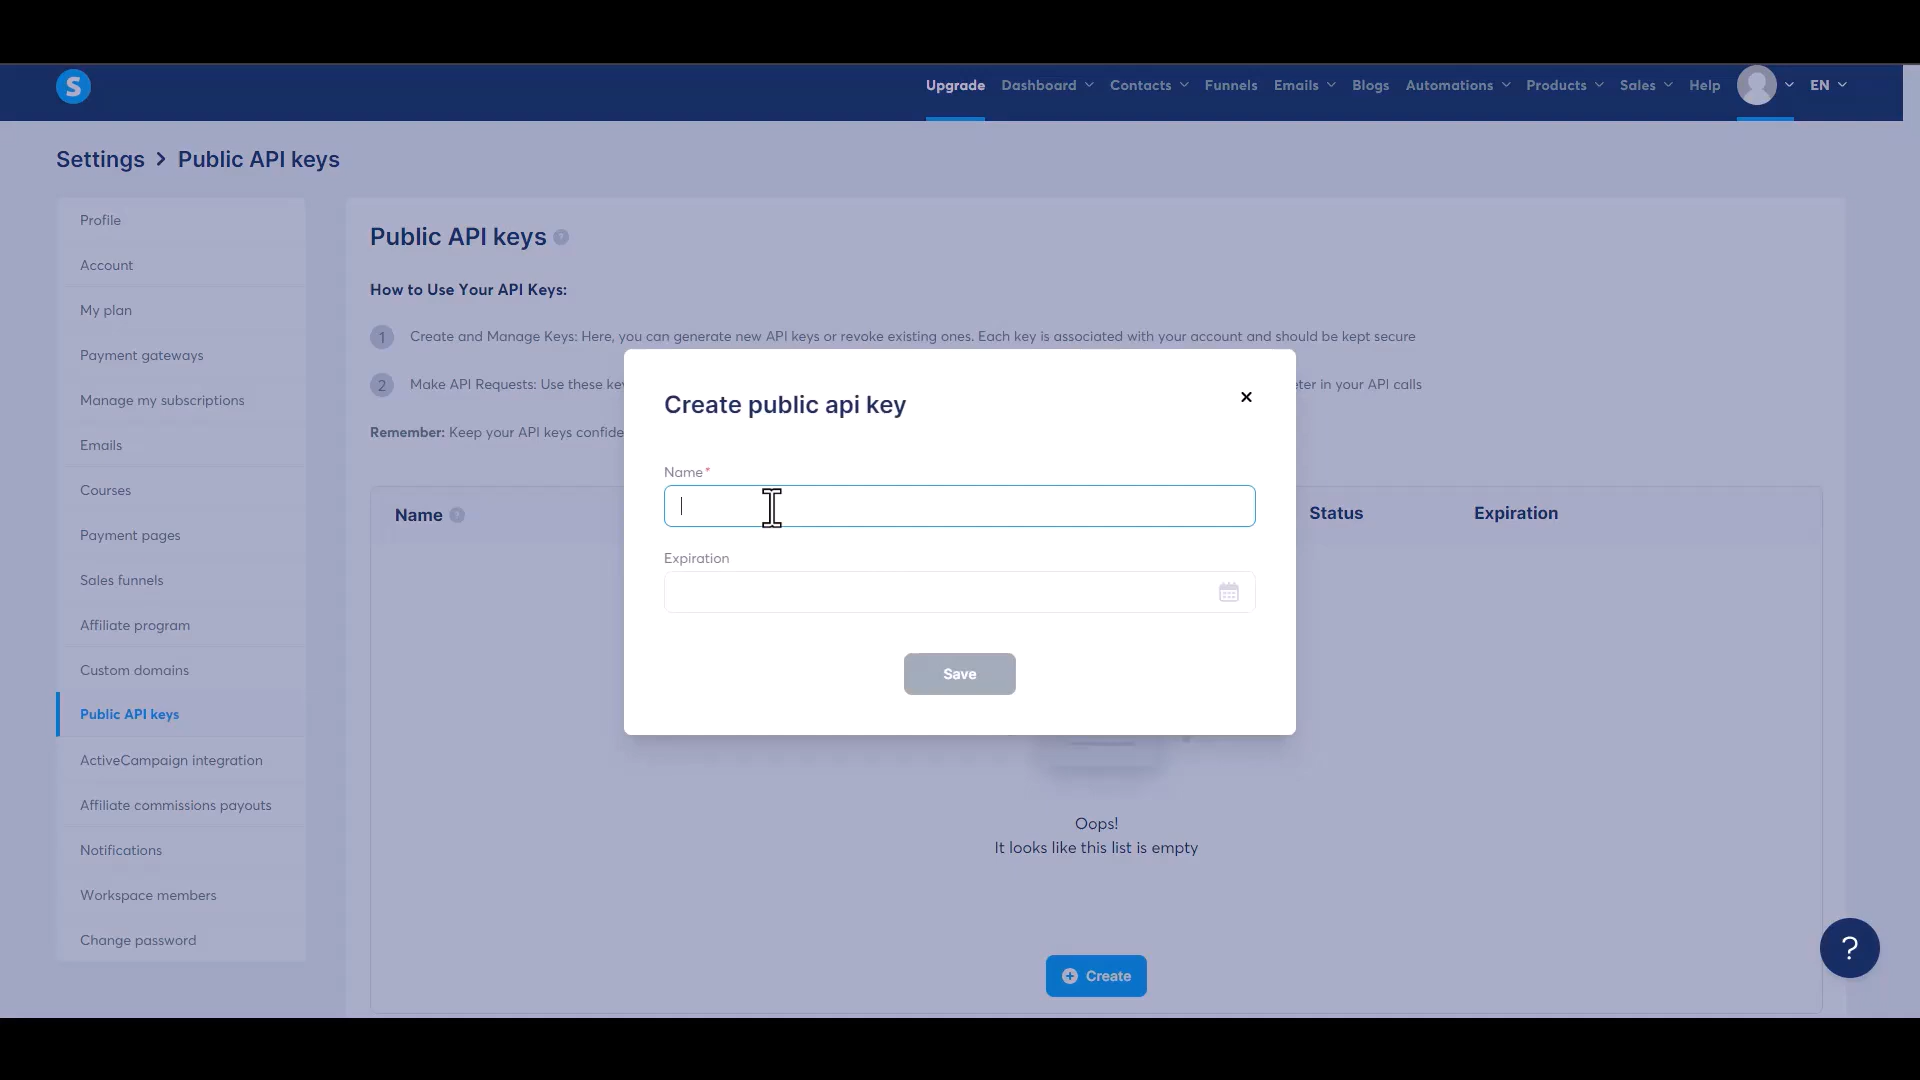 S
Upgrade Dashboard Contacts Funnels Emails Blogs Automations Products Sales Help EN
Settings > Public API keys
Profile
Account
My plan
Payment gateways
Manage my subscriptions
Emails
Courses
Payment pages
Sales funnels
Affiliate program
Custom domains
Public API keys
ActiveCampaign integration
Affiliate commissions payouts
Notifications
Workspace members
Change password
Public API keys ?
How to Use Your API Keys:
1 Create and Manage Keys: Here, you can generate new API keys or revoke existing ones. Each key is associated with your account and should be kept secure
2 Make API Requests: Use these
in your API calls
Remember: Keep your API keys
Name ? Status Expiration
Create public api key
Name*
Expiration
Save
Oops!
It looks like this list is empty
+ Create
?